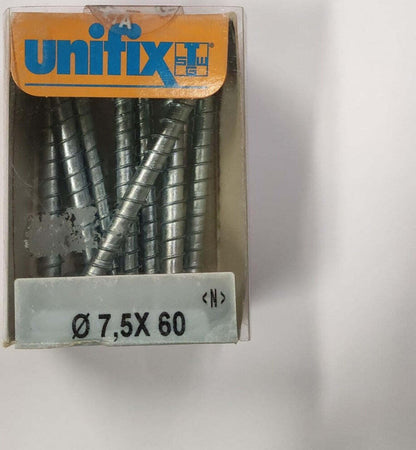 A
unifix
S W
G
®
<N>
Ø 7,5X 60